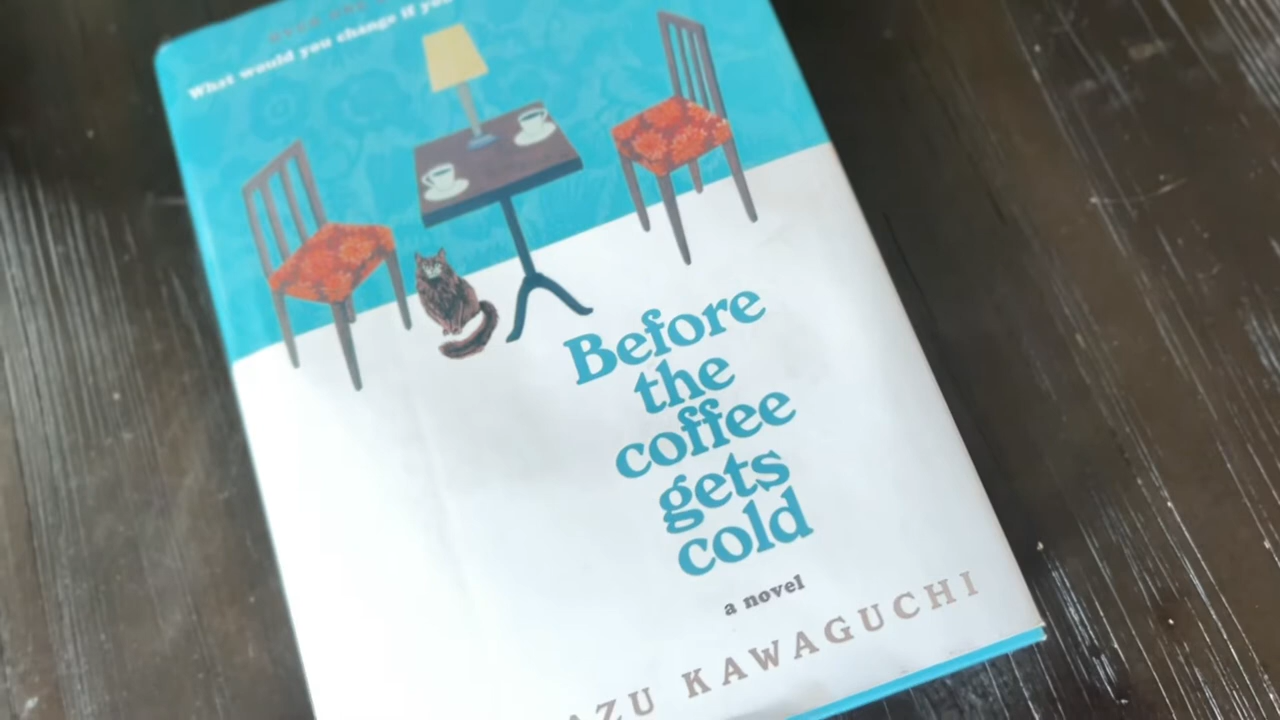 What would you change if you
Before
the
coffee
gets
cold
a novel
AZU KAWAGUCHI